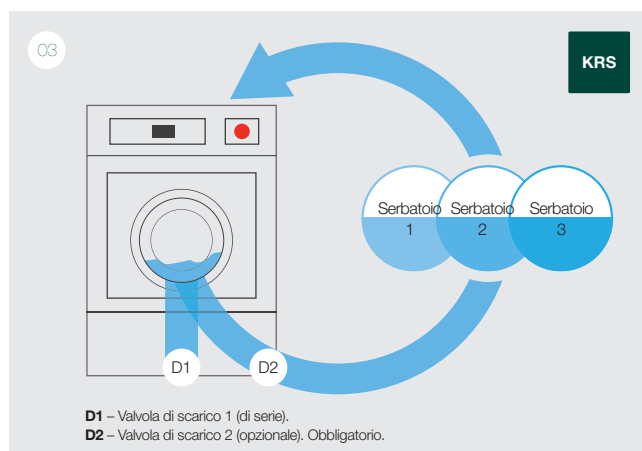 03
KRS
Serbatoio Serbatoio Serbatoio
1 2 3
D1 D2
D1 – Valvola di scarico 1 (di serie).
D2 – Valvola di scarico 2 (opzionale). Obbligatorio.